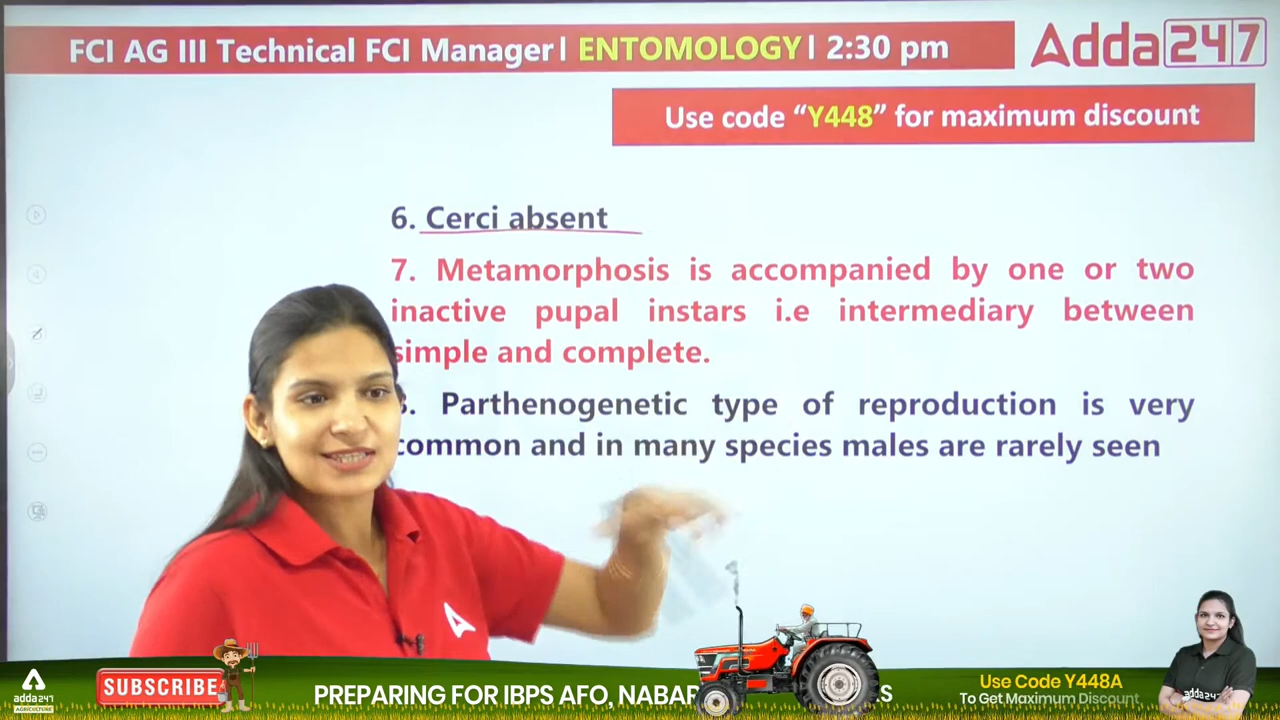 FCI AG III Technical FCI Manager| ENTOMOLOGY| 2:30 pm
Adda247
Use code “Y448” for maximum discount
6. Cerci absent
7. Metamorphosis is accompanied by one or two
inactive pupal instars i.e intermediary between
simple and complete.
Parthenogenetic type of reproduction is very
common and in many species males are rarely seen
adda247
AGRICULTURE
SUBSCRIBE
PREPARING FOR IBPS AFO, NABAR
S
Use Code Y448A
To Get Maximum Discount
adda247